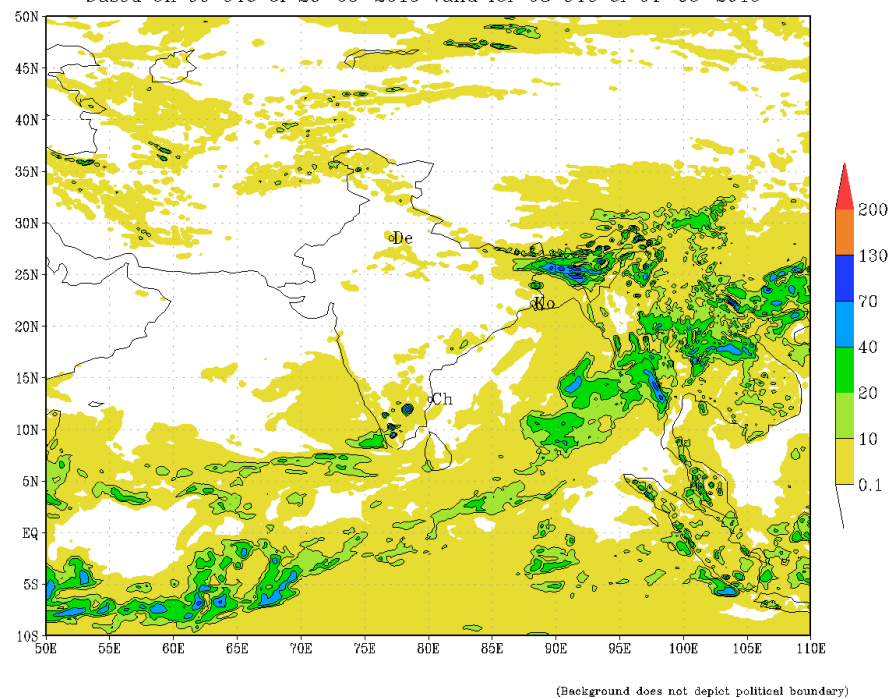 50N
45N
40N
35N
30N
25N
20N
15N
10N
5N
EQ
5S
10S
50E 55E 60E 65E 70E 75E 80E 85E 90E 95E 100E 105E 110E
De
Ko
Ch
200
130
70
40
20
10
0.1
(Background does not depict political boundary)